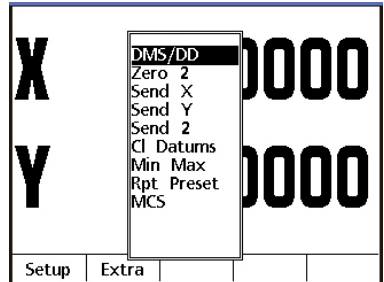 X
0000
DMS/DD
Zero 2
Send X
Send Y
Send 2
Cl Datums
Min Max
Rpt Preset
MCS
Y
0000
Setup Extra